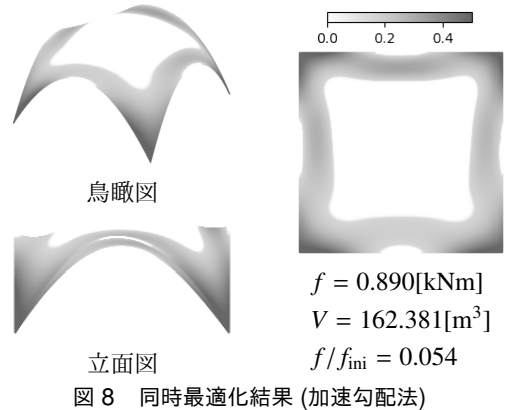 0.0 0.2 0.4
鳥瞰図
立面図
f = 0.890[kNm]
V = 162.381[m³]
f/f_ini = 0.054
図 8 同時最適化結果 (加速勾配法)